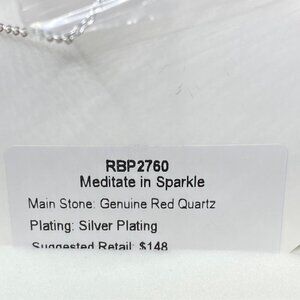 RBP2760
Meditate in Sparkle
Main Stone: Genuine Red Quartz
Plating: Silver Plating
Suggested Retail: $148